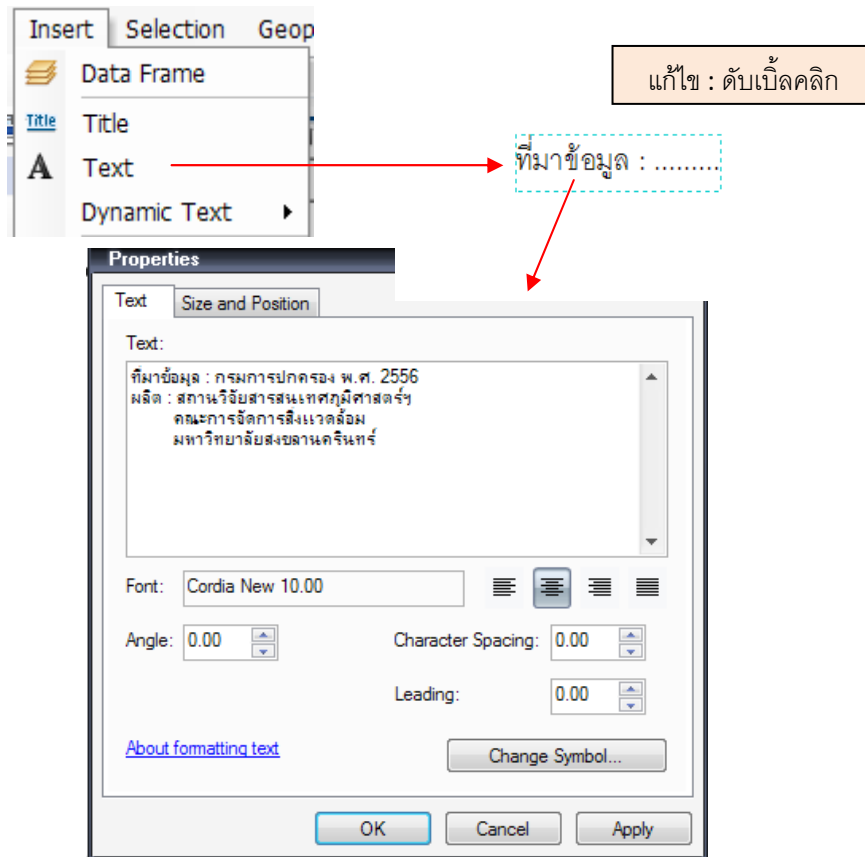 Insert Selection Geop
Data Frame
Title Title
A Text
Dynamic Text
แก้ไข : ดับเบิ้ลคลิก
ที่มาข้อมูล : .........
Properties
Text Size and Position
Text:
ที่มาข้อมูล : กรมการปกครอง พ.ศ. 2556
ผลิต : สถานวิจัยสารสนเทศภูมิศาสตร์ฯ
คณะการจัดการสิ่งแวดล้อม
มหาวิทยาลัยสงขลานครินทร์
Font: Cordia New 10.00
Angle: 0.00 Character Spacing: 0.00
Leading: 0.00
About formatting text Change Symbol...
OK Cancel Apply